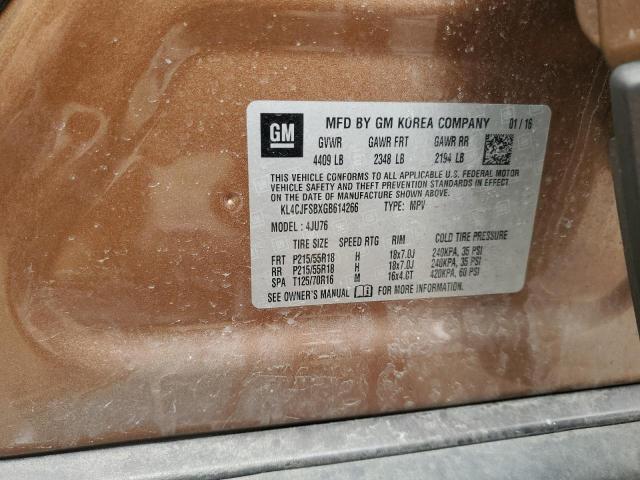 GM
MFD BY GM KOREA COMPANY 01 / 16
GVWR GAWR FRT GAWR RR
4409 LB 2348 LB 2194 LB
THIS VEHICLE CONFORMS TO ALL APPLICABLE U.S. FEDERAL MOTOR
VEHICLE SAFETY AND THEFT PREVENTION STANDARDS IN EFFECT
ON THE DATE OF MANUFACTURE SHOWN ABOVE.
KL4CJFSBXGB614266 TYPE: MPV
MODEL : 4JU76
TIRE SIZE SPEED RTG RIM COLD TIRE PRESSURE
FRT P215/55R18 H 18x7.0J 240KPA, 35 PSI
RR P215/55R18 H 18x7.0J 240KPA, 35 PSI
SPA T125/70R16 M 16x4.0T 420KPA, 60 PSI
SEE OWNER'S MANUAL FOR MORE INFORMATION